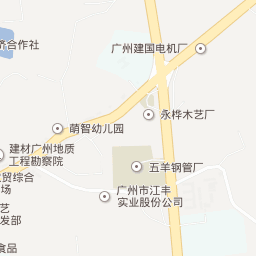 济合作社
广州建国电机厂
永桦木艺厂
萌智幼儿园
建材广州地质
工程勘察院
五羊钢管厂
贸综合
场
广州市江丰
实业股份公司
艺
发部
食品